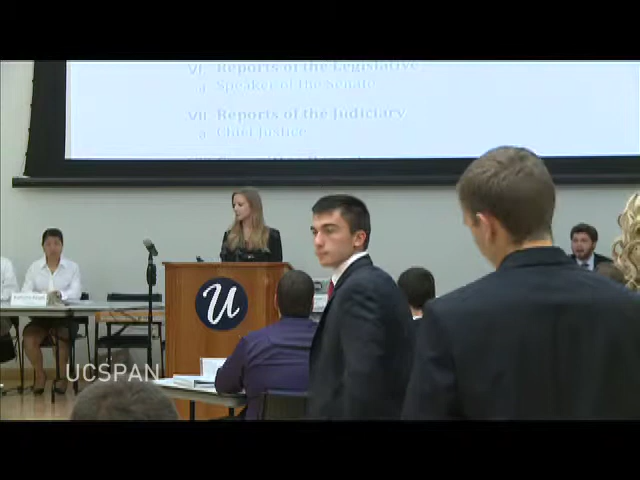 VI. Reports of the Legislative
a. Speaker of the Senate
VII. Reports of the Judiciary
a. Chief Justice
U
UCSPAN